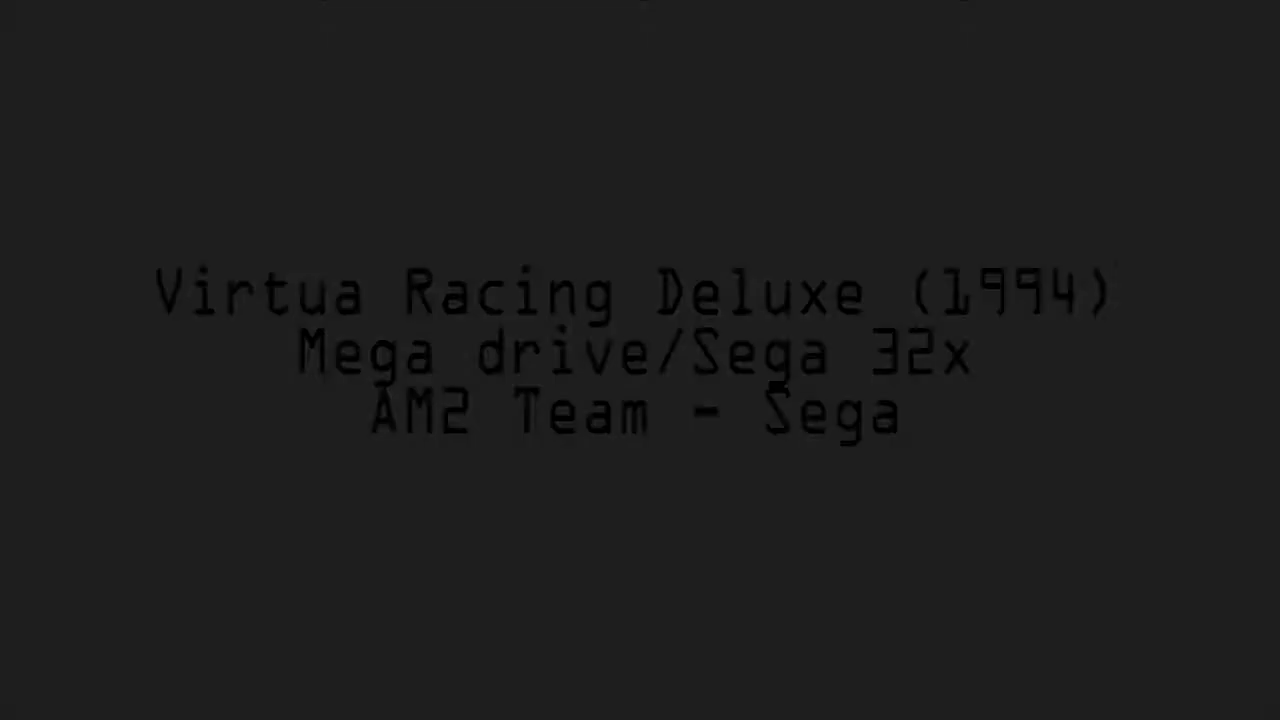 Virtua Racing Deluxe (1994)
Mega drive/Sega 32x
AM2 Team - Sega